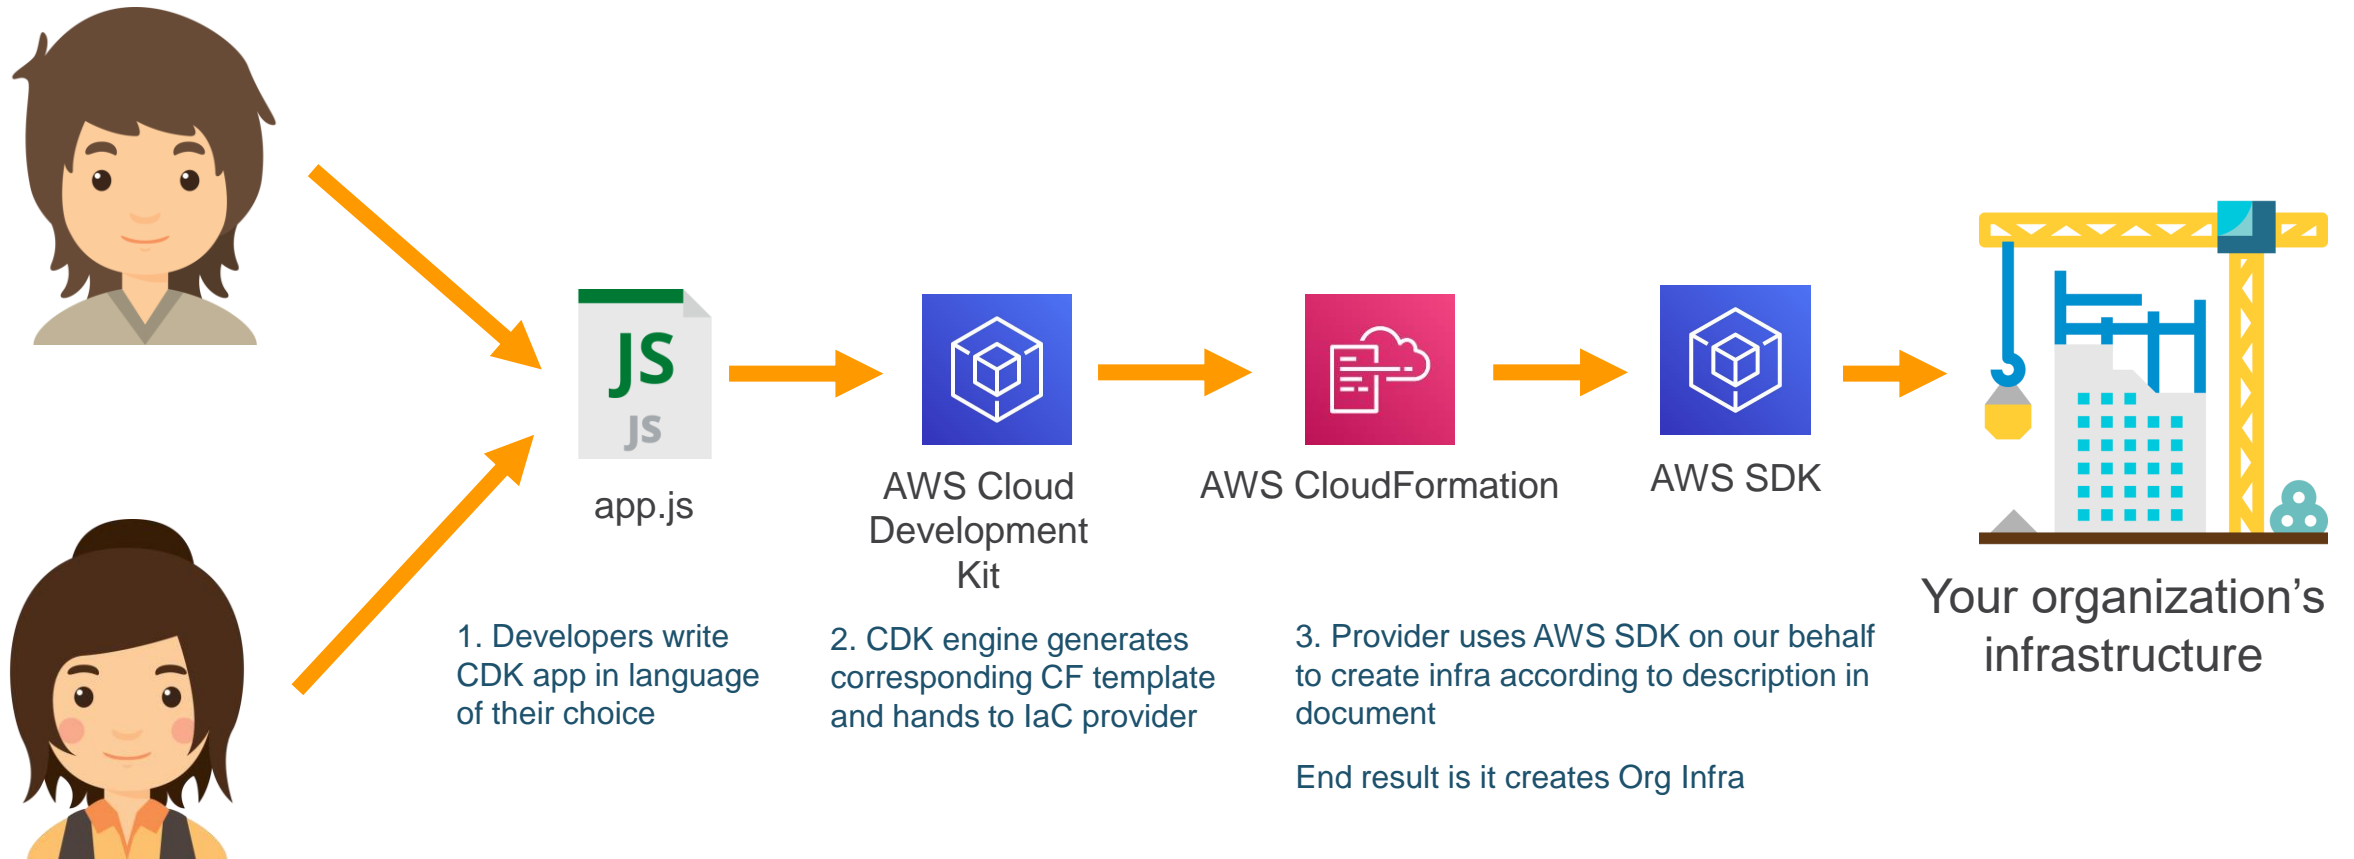 JS
JS
app.js
AWS Cloud
Development
Kit
AWS CloudFormation
AWS SDK
Your organization’s
infrastructure
1. Developers write
CDK app in language
of their choice
2. CDK engine generates
corresponding CF template
and hands to IaC provider
3. Provider uses AWS SDK on our behalf
to create infra according to description in
document
End result is it creates Org Infra